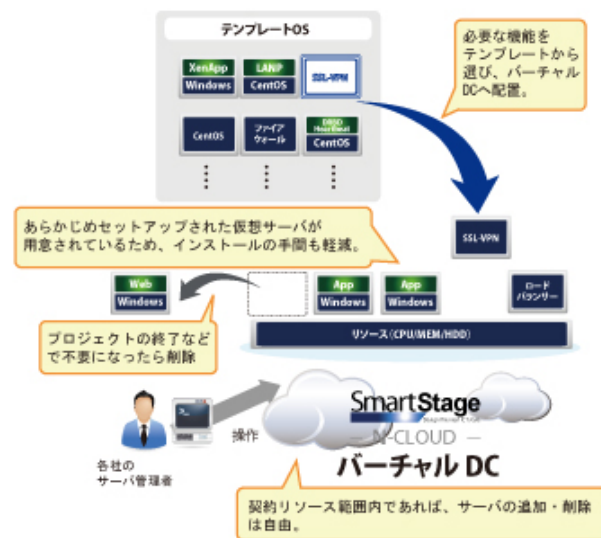 テンプレートOS
XenApp
Windows
LAMP
CentOS
SSL-VPN
CentOS
ファイア
ウォール
DRBD
Heartbeat
CentOS
必要な機能を
テンプレートから
選び、バーチャル
DCへ配置。
あらかじめセットアップされた仮想サーバが
用意されているため、インストールの手間も軽減。
SSL-VPN
Web
Windows
App
Windows
App
Windows
ロード
バランサー
プロジェクトの終了など
で不要になったら削除
リソース(CPU/MEM/HDD)
SmartStage
N-CLOUD
バーチャル DC
操作
各社の
サーバ管理者
契約リソース範囲内であれば、サーバの追加・削除
は自由。